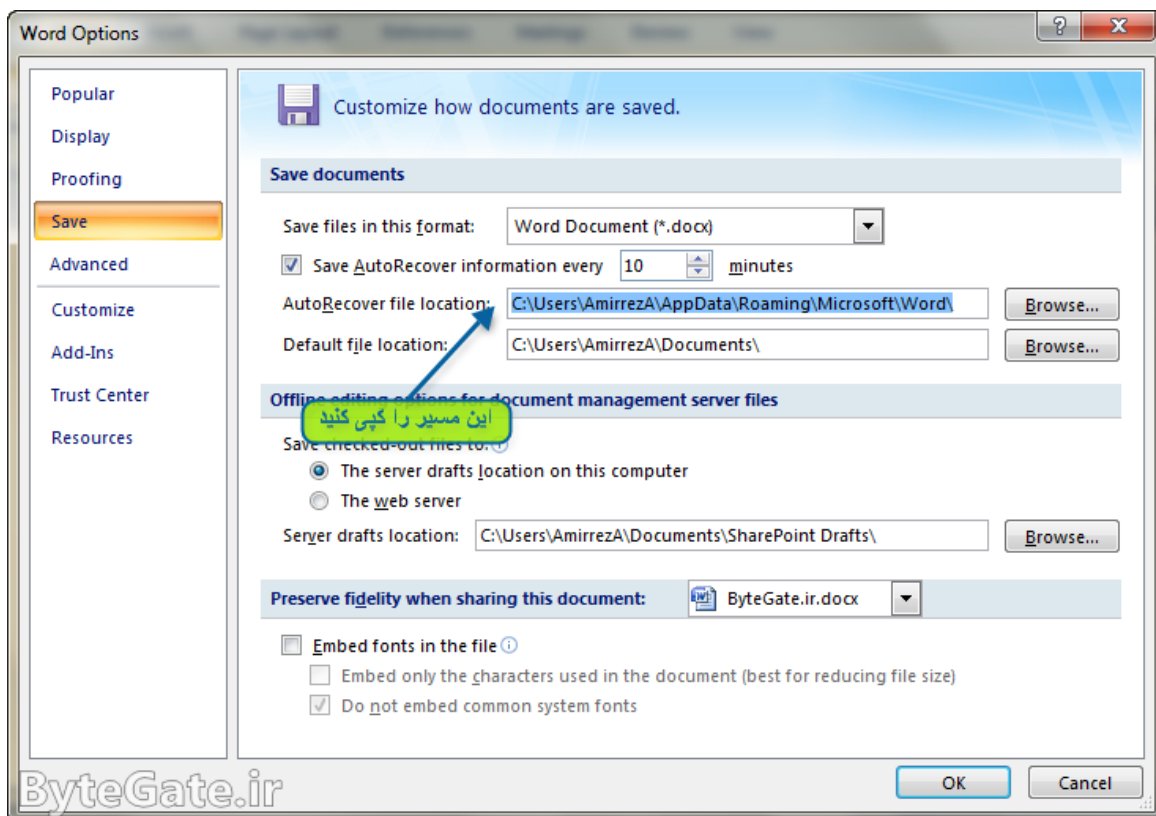 Word Options
Popular
Display
Proofing
Save
Advanced
Customize
Add-Ins
Trust Center
Resources
Customize how documents are saved.
Save documents
Save files in this format: Word Document (*.docx)
Save AutoRecover information every 10 minutes
AutoRecover file location: C:\Users\AmirrezA\AppData\Roaming\Microsoft\Word\ Browse...
Default file location: C:\Users\AmirrezA\Documents\ Browse...
Offline editing options for document management server files
این مسیر را کپی کنید
Save checked-out files to:
The server drafts location on this computer
The web server
Server drafts location: C:\Users\AmirrezA\Documents\SharePoint Drafts\ Browse...
Preserve fidelity when sharing this document: ByteGate.ir.docx
Embed fonts in the file
Embed only the characters used in the document (best for reducing file size)
Do not embed common system fonts
OK Cancel
ByteGate.ir